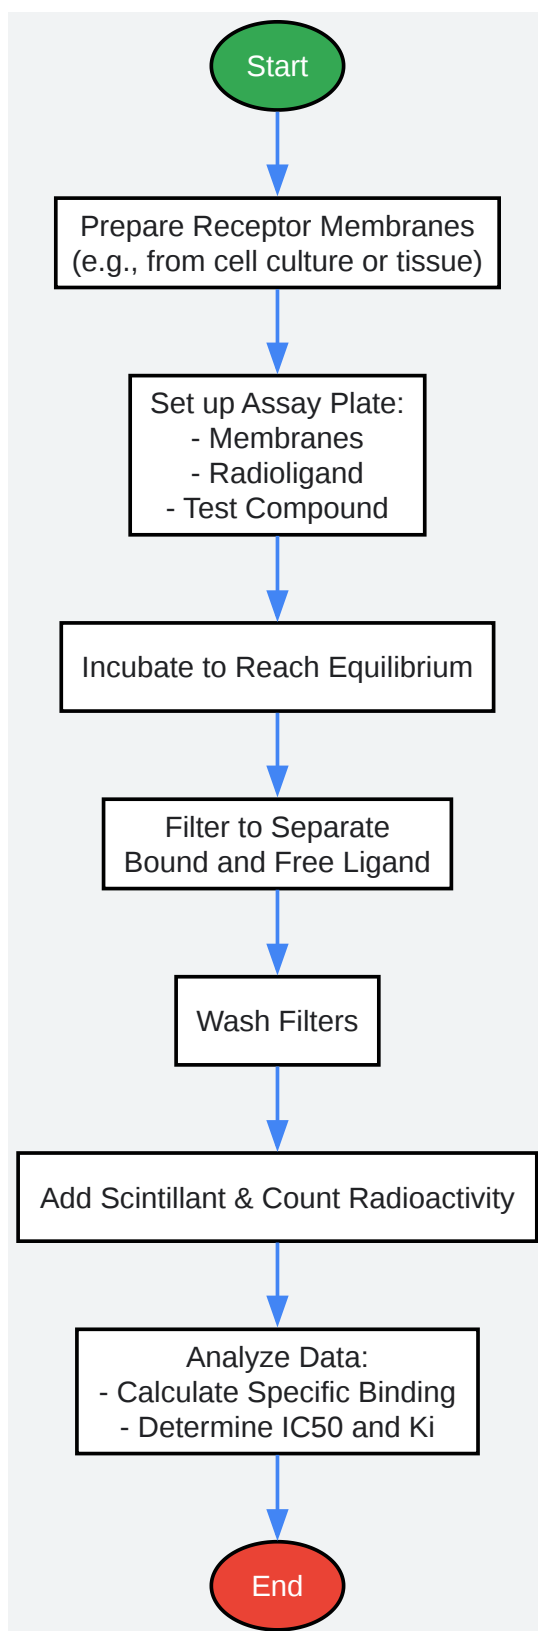 Start
Prepare Receptor Membranes
(e.g., from cell culture or tissue)
Set up Assay Plate:
- Membranes
- Radioligand
- Test Compound
Incubate to Reach Equilibrium
Filter to Separate
Bound and Free Ligand
Wash Filters
Add Scintillant & Count Radioactivity
Analyze Data:
- Calculate Specific Binding
- Determine IC50 and Ki
End